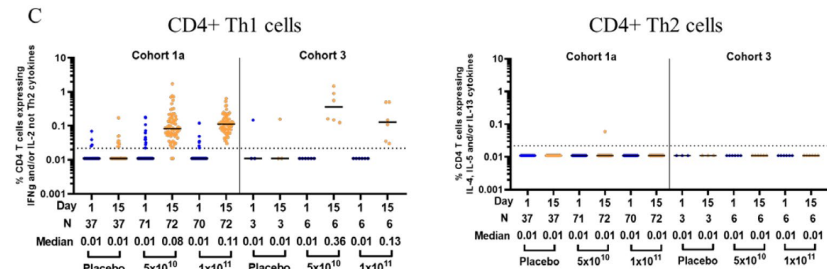 C
CD4+ Th1 cells
Cohort 1a Cohort 3
% CD4 T cells expressing
IFNg and/or IL-2 not Th2 cytokines
10
1
0.1
0.01
0.001
Day 1 15 1 15 1 15 1 15 1 15 1 15
N 37 37 71 72 70 72 3 3 6 6 6 6
Median 0.01 0.01 0.01 0.08 0.01 0.11 0.01 0.01 0.01 0.36 0.01 0.13
Placebo 5x10¹⁰ 1x10¹¹ Placebo 5x10¹⁰ 1x10¹¹
CD4+ Th2 cells
Cohort 1a Cohort 3
% CD4 T cells expressing
IL-4, IL-5 and/or IL-13 cytokines
10
1
0.1
0.01
0.001
Day 1 15 1 15 1 15 1 15 1 15 1 15
N 37 37 71 72 70 72 3 3 6 6 6 6
Median 0.01 0.01 0.01 0.01 0.01 0.01 0.01 0.01 0.01 0.01 0.01 0.01
Placebo 5x10¹⁰ 1x10¹¹ Placebo 5x10¹⁰ 1x10¹¹